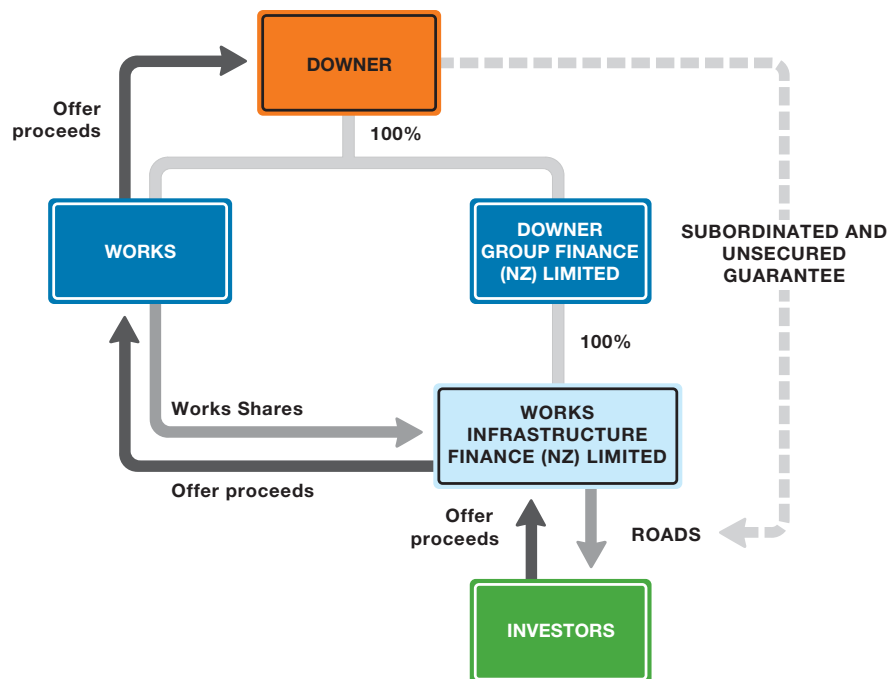 DOWNER
Offer
proceeds
100%
WORKS
DOWNER
GROUP FINANCE
(NZ) LIMITED
SUBORDINATED AND
UNSECURED
GUARANTEE
100%
Works Shares
WORKS
INFRASTRUCTURE
FINANCE (NZ) LIMITED
Offer proceeds
Offer
proceeds
ROADS
INVESTORS